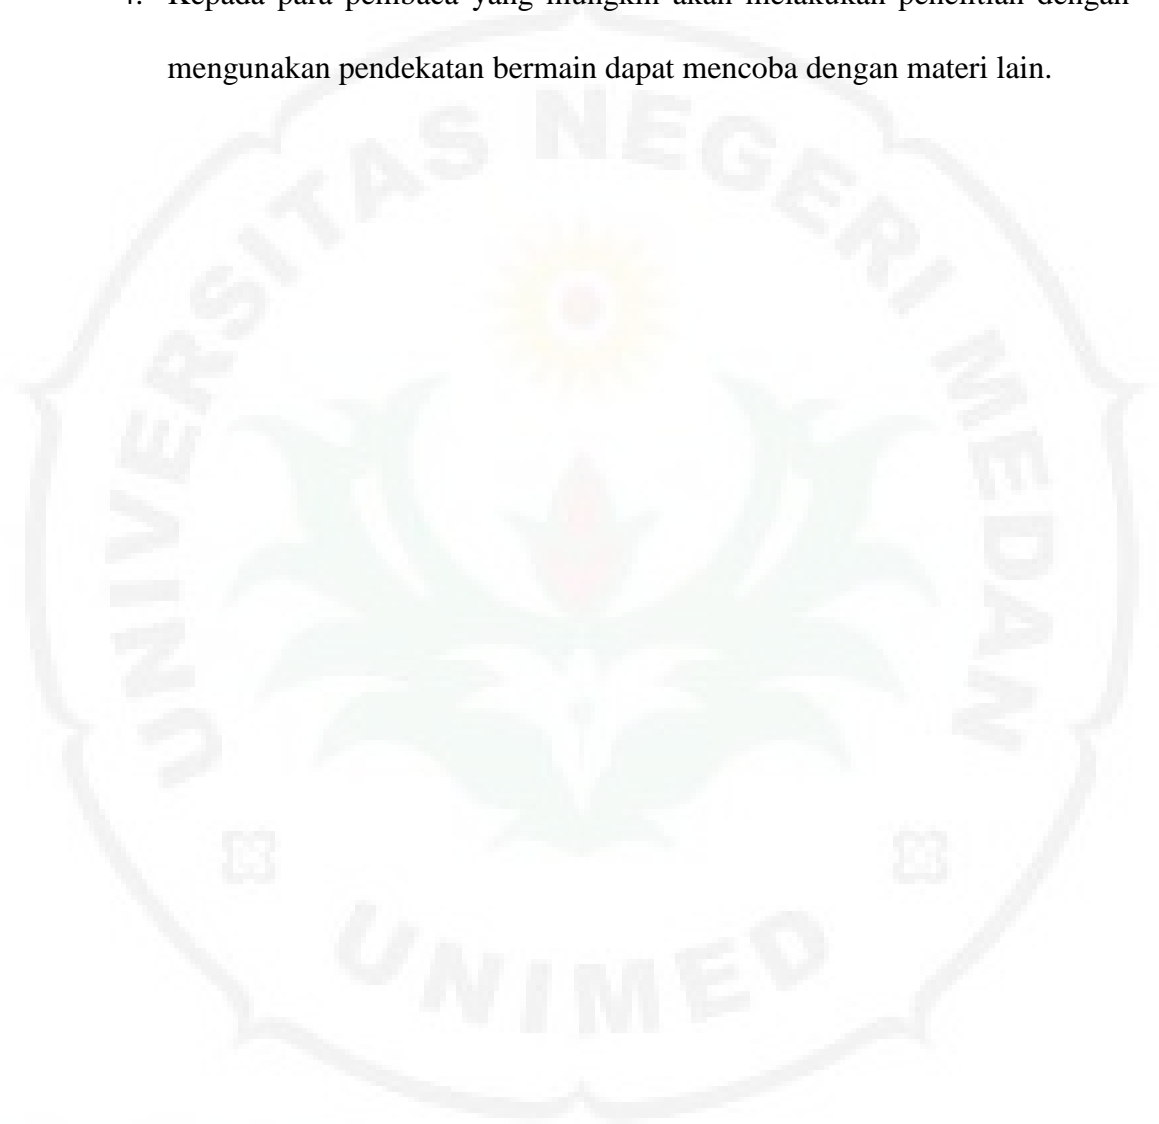 4. Kepada para pembaca yang mungkin akan melakukan penelitian dengan
mengunakan pendekatan bermain dapat mencoba dengan materi lain.
UNIVERSITAS NEGERI MEDAN
UNIMED